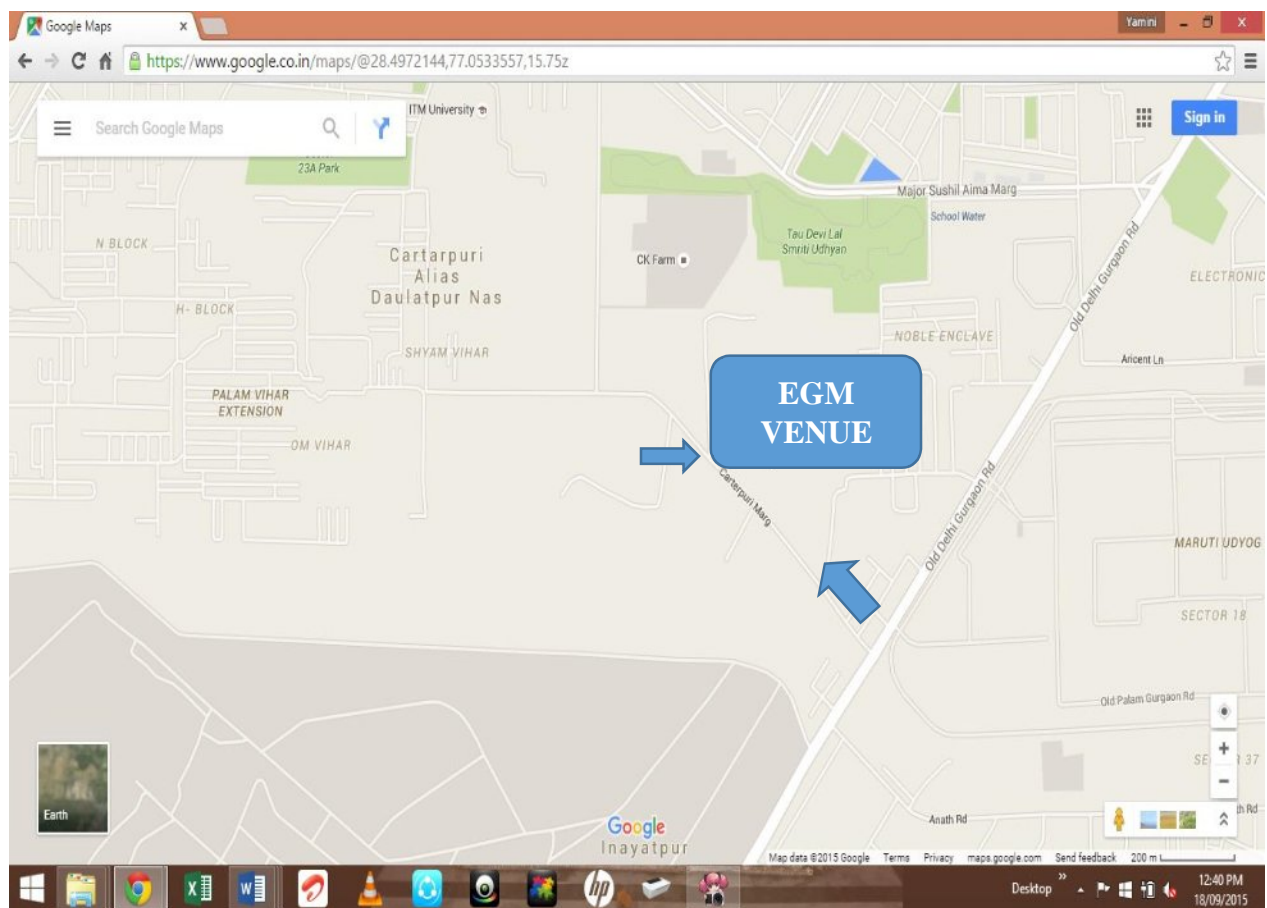 Google Maps
Yamini
https://www.google.co.in/maps/@28.4972144,77.0533557,15.75z
Search Google Maps
ITM University
Sign in
23A Park
Major Sushil Aima Marg
School Water
N BLOCK
Cartarpuri
Alias
Daulatpur Nas
CK Farm
Tau Devi Lal
Smriti Udhyan
Old Delhi Gurgaon Rd
ELECTRONIC
H- BLOCK
SHYAM VIHAR
NOBLE ENCLAVE
Aricent Ln
PALAM VIHAR
EXTENSION
EGM
VENUE
OM VIHAR
Carterpuri Marg
Old Delhi Gurgaon Rd
MARUTI UDYOG
SECTOR 18
Old Palam Gurgaon Rd
37
Earth
Anath Rd
Google
Inayatpur
Map data ©2015 Google Terms Privacy maps.google.com Send feedback 200 m
Desktop
12:40 PM
18/09/2015